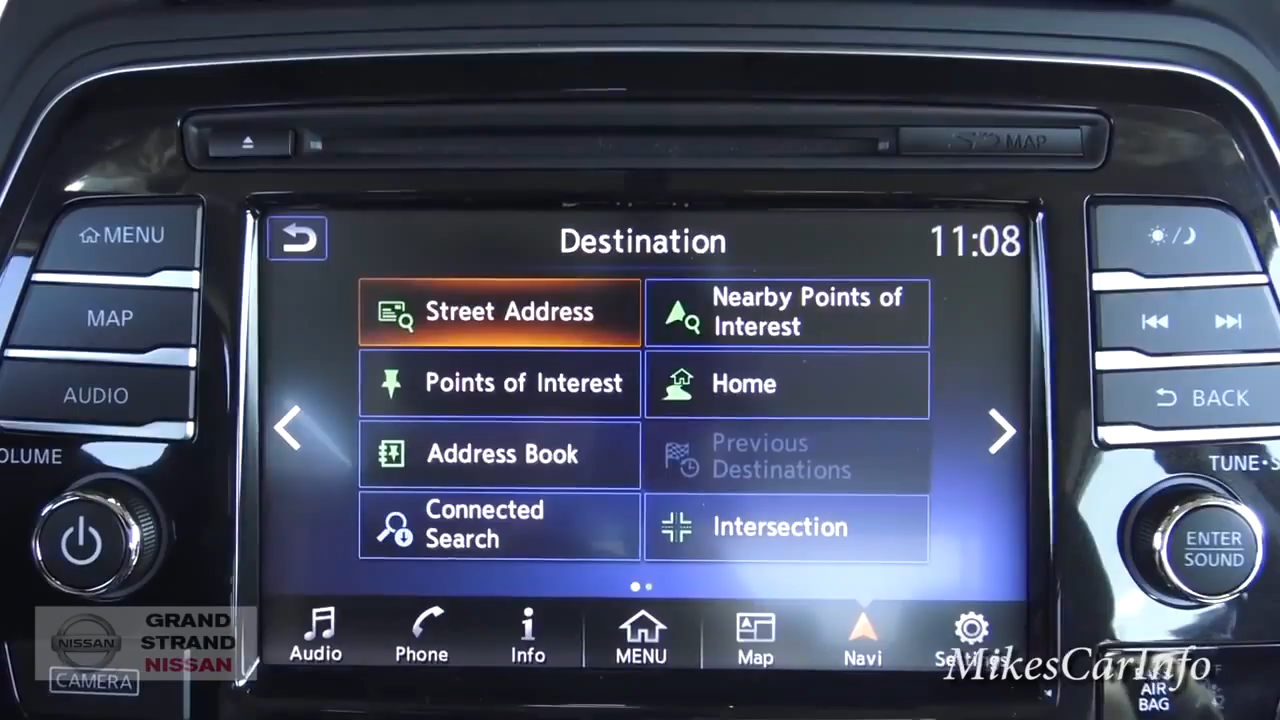 MAP
MENU
MAP
AUDIO
OLUME
CAMERA
Destination
11:08
Street Address
Nearby Points of
Interest
Points of Interest
Home
Address Book
Previous
Destinations
Connected
Search
Intersection
Audio
Phone
Info
MENU
Map
Navi
BACK
TUNE•S
ENTER
SOUND
AIR
BAG
NISSAN
GRAND
STRAND
NISSAN
MikesCarInfo